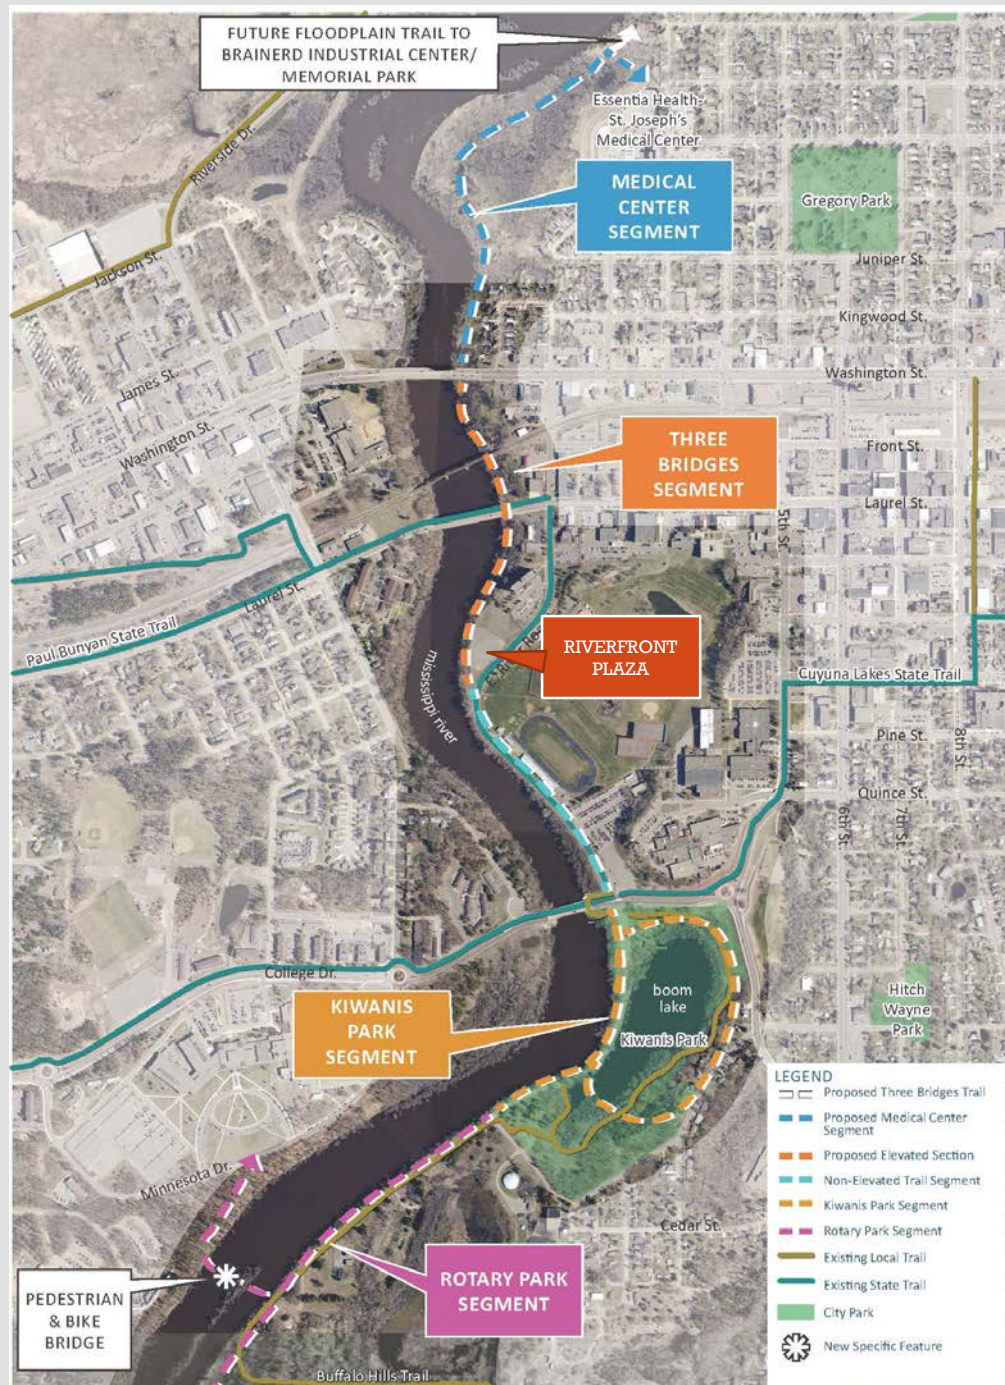 FUTURE FLOODPLAIN TRAIL TO
BRAINERD INDUSTRIAL CENTER/
MEMORIAL PARK
Essentia Health-
St. Joseph's
Medical Center
Riverside Dr.
MEDICAL
CENTER
SEGMENT
Gregory Park
Jackson St.
Juniper St.
Kingwood St.
James St.
Washington St.
Washington St.
THREE
BRIDGES
SEGMENT
Front St.
Laurel St.
5th St.
Laurel St.
Paul Bunyan State Trail
RIVERFRONT
PLAZA
mississippi river
Cuyuna Lakes State Trail
Pine St.
8th St.
Quince St.
6th St.
7th St.
College Dr.
KIWANIS
PARK
SEGMENT
boom
lake
Kiwanis Park
Hitch
Wayne
Park
Minnesota Dr.
Cedar St.
PEDESTRIAN
& BIKE
BRIDGE
ROTARY PARK
SEGMENT
Buffalo Hills Trail
LEGEND
Proposed Three Bridges Trail
Proposed Medical Center
Segment
Proposed Elevated Section
Non-Elevated Trail Segment
Kiwanis Park Segment
Rotary Park Segment
Existing Local Trail
Existing State Trail
City Park
New Specific Feature